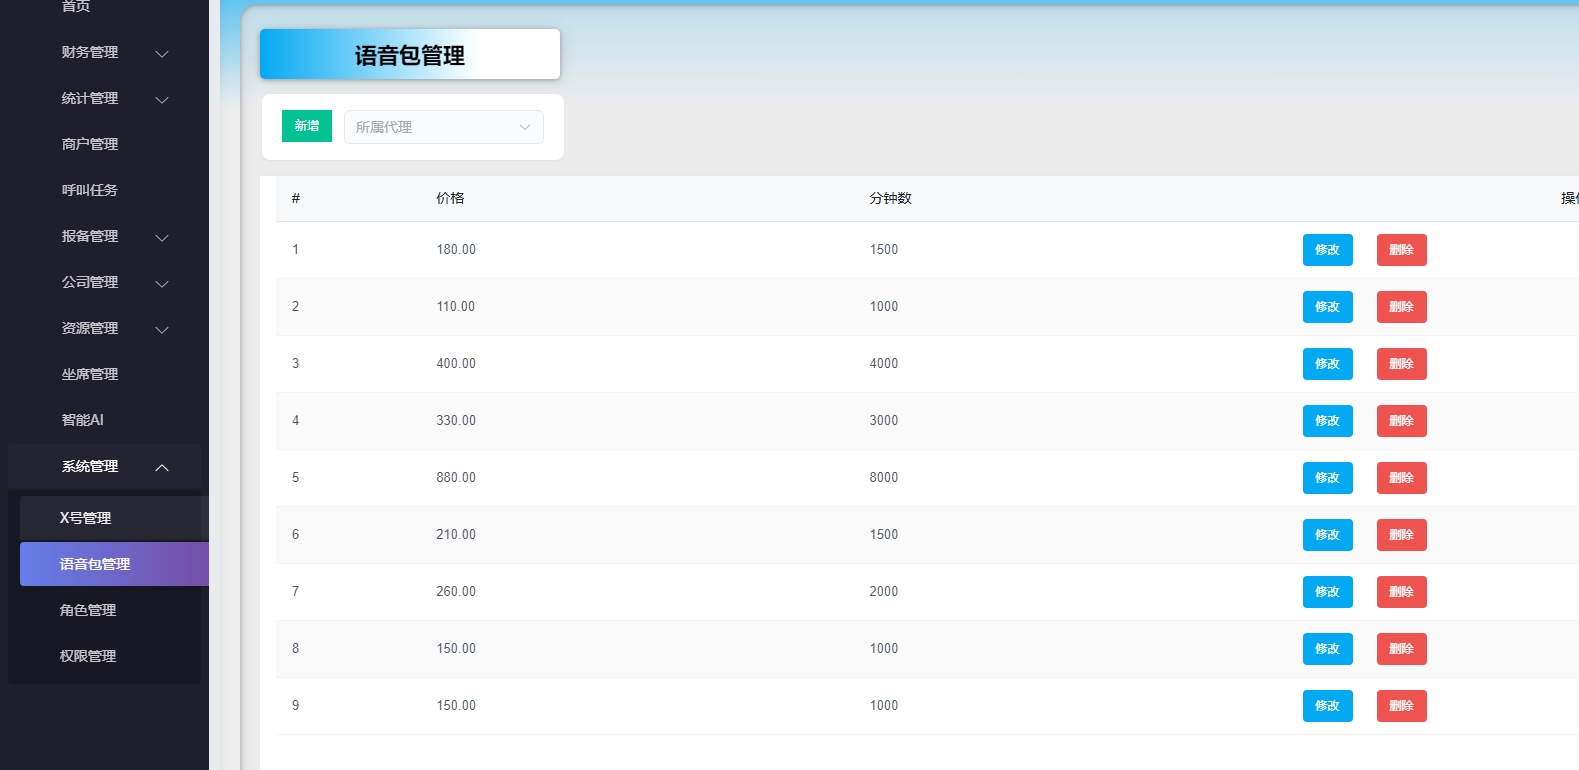 首页
财务管理
统计管理
商户管理
呼叫任务
报备管理
公司管理
资源管理
坐席管理
智能AI
系统管理
X号管理
语音包管理
角色管理
权限管理
语音包管理
新增 所属代理
# 价格 分钟数 操
1 180.00 1500 修改 删除
2 110.00 1000 修改 删除
3 400.00 4000 修改 删除
4 330.00 3000 修改 删除
5 880.00 8000 修改 删除
6 210.00 1500 修改 删除
7 260.00 2000 修改 删除
8 150.00 1000 修改 删除
9 150.00 1000 修改 删除